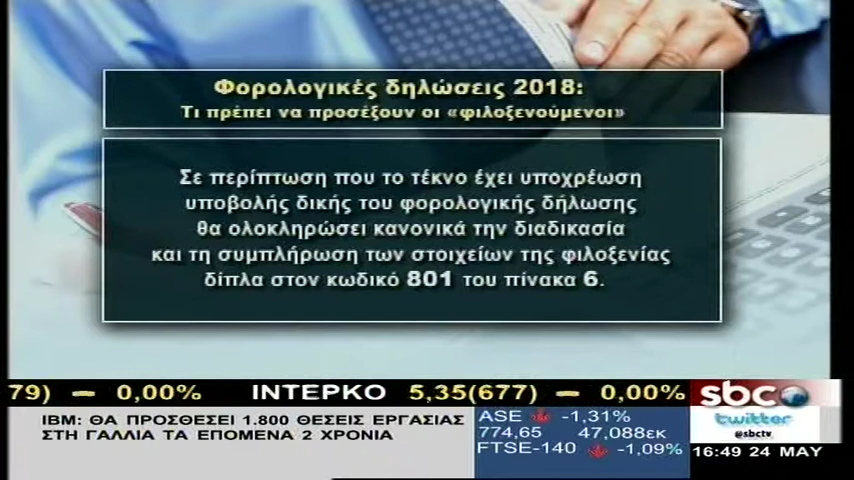 Φορολογικές δηλώσεις 2018:
Τι πρέπει να προσέξουν οι «φιλοξενούμενοι»
Σε περίπτωση που το τέκνο έχει υποχρέωση
υποβολής δικής του φορολογικής δήλωσης
θα ολοκληρώσει κανονικά την διαδικασία
και τη συμπλήρωση των στοιχείων της φιλοξενίας
δίπλα στον κωδικό 801 του πίνακα 6.
79) 0,00% ΙΝΤΕΡΚΟ 5,35(677) 0,00%
sbc
IBM: ΘΑ ΠΡΟΣΘΕΣΕΙ 1.800 ΘΕΣΕΙΣ ΕΡΓΑΣΙΑΣ
ΣΤΗ ΓΑΛΛΙΑ ΤΑ ΕΠΟΜΕΝΑ 2 ΧΡΟΝΙΑ
ASE -1,31%
774,65 47,088εκ
FTSE-140 -1,09%
twitter
@sbctv
16:49 24 MAY